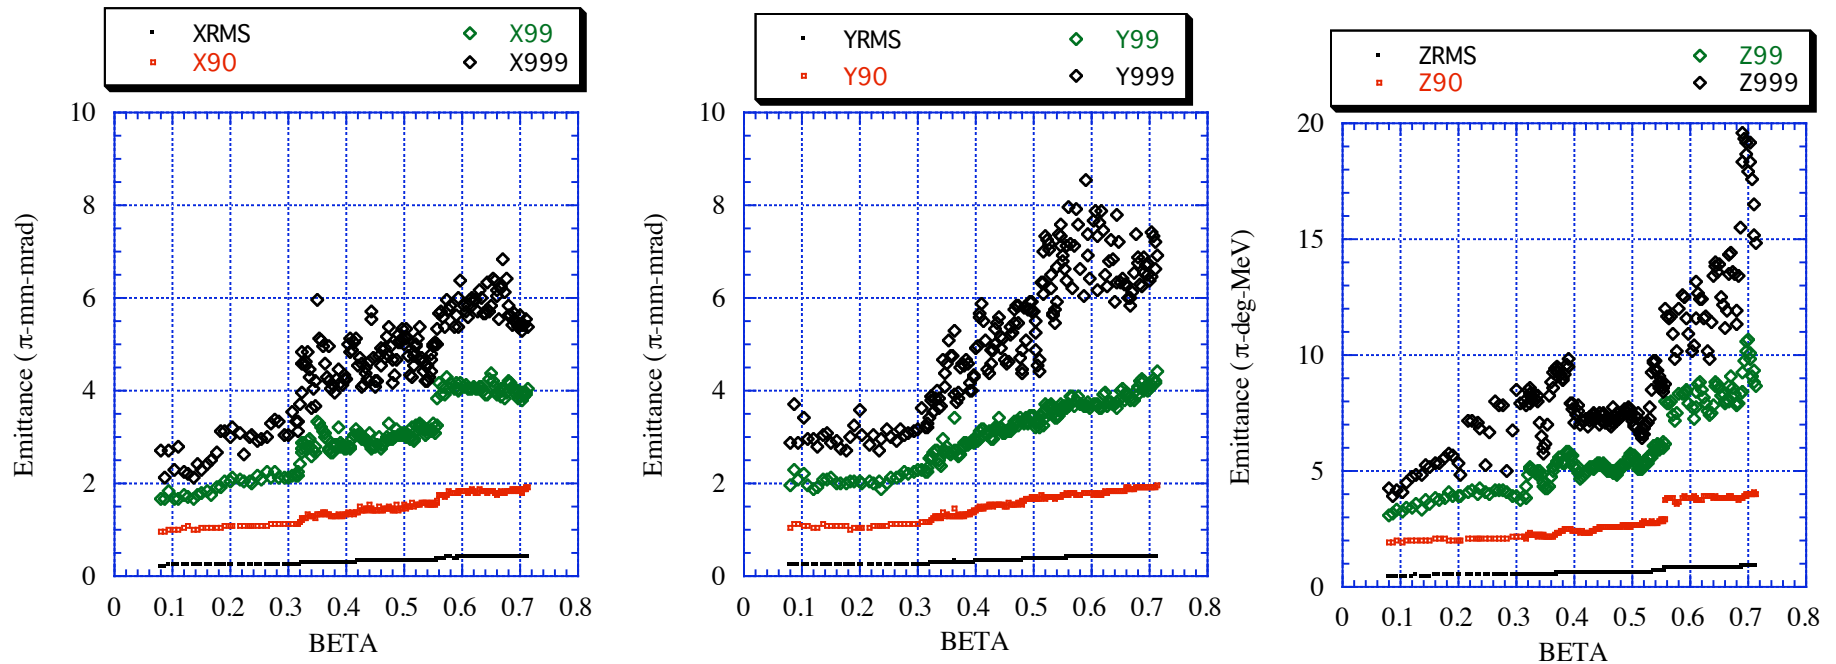 XRMS X99
X90 X999
Emittance ( π-mm-mrad)
10
8
6
4
2
0
0 0.1 0.2 0.3 0.4 0.5 0.6 0.7 0.8
BETA
YRMS Y99
Y90 Y999
Emittance ( π-mm-mrad)
10
8
6
4
2
0
0 0.1 0.2 0.3 0.4 0.5 0.6 0.7 0.8
BETA
ZRMS Z99
Z90 Z999
Emittance ( π-deg-MeV)
20
15
10
5
0
0 0.1 0.2 0.3 0.4 0.5 0.6 0.7 0.8
BETA